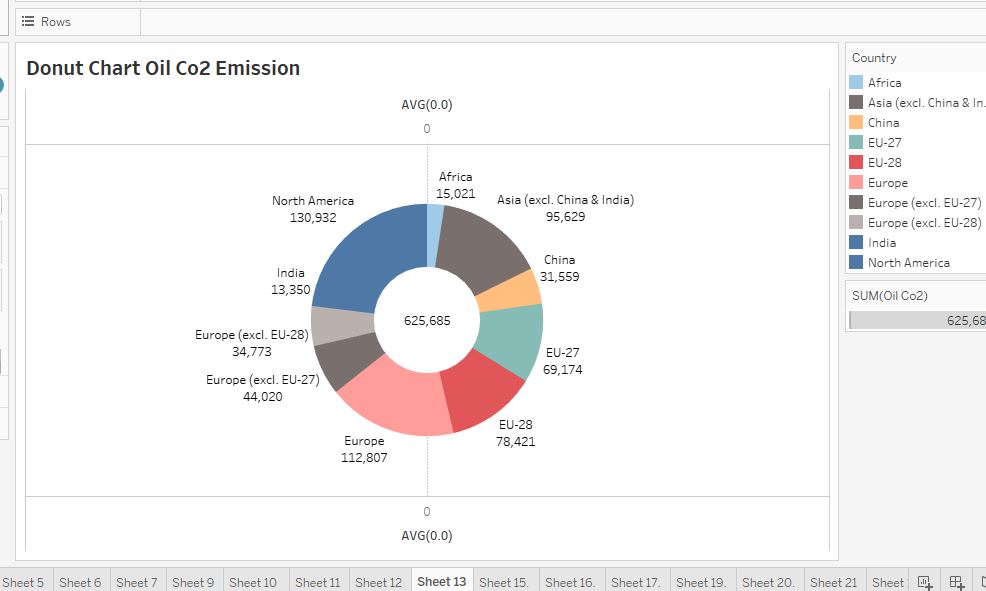 Rows
Donut Chart Oil Co2 Emission
AVG(0.0)
0
Africa
15,021
Asia (excl. China & India)
95,629
North America
130,932
China
31,559
India
13,350
625,685
Europe (excl. EU-28)
34,773
EU-27
69,174
Europe (excl. EU-27)
44,020
EU-28
78,421
Europe
112,807
0
AVG(0.0)
Country
Africa
Asia (excl. China & In..
China
EU-27
EU-28
Europe
Europe (excl. EU-27)
Europe (excl. EU-28)
India
North America
SUM(Oil Co2)
625,68
Sheet 5 Sheet 6 Sheet 7 Sheet 9 Sheet 10 Sheet 11 Sheet 12 Sheet 13 Sheet 15. Sheet 16. Sheet 17. Sheet 19. Sheet 20. Sheet 21 Sheet